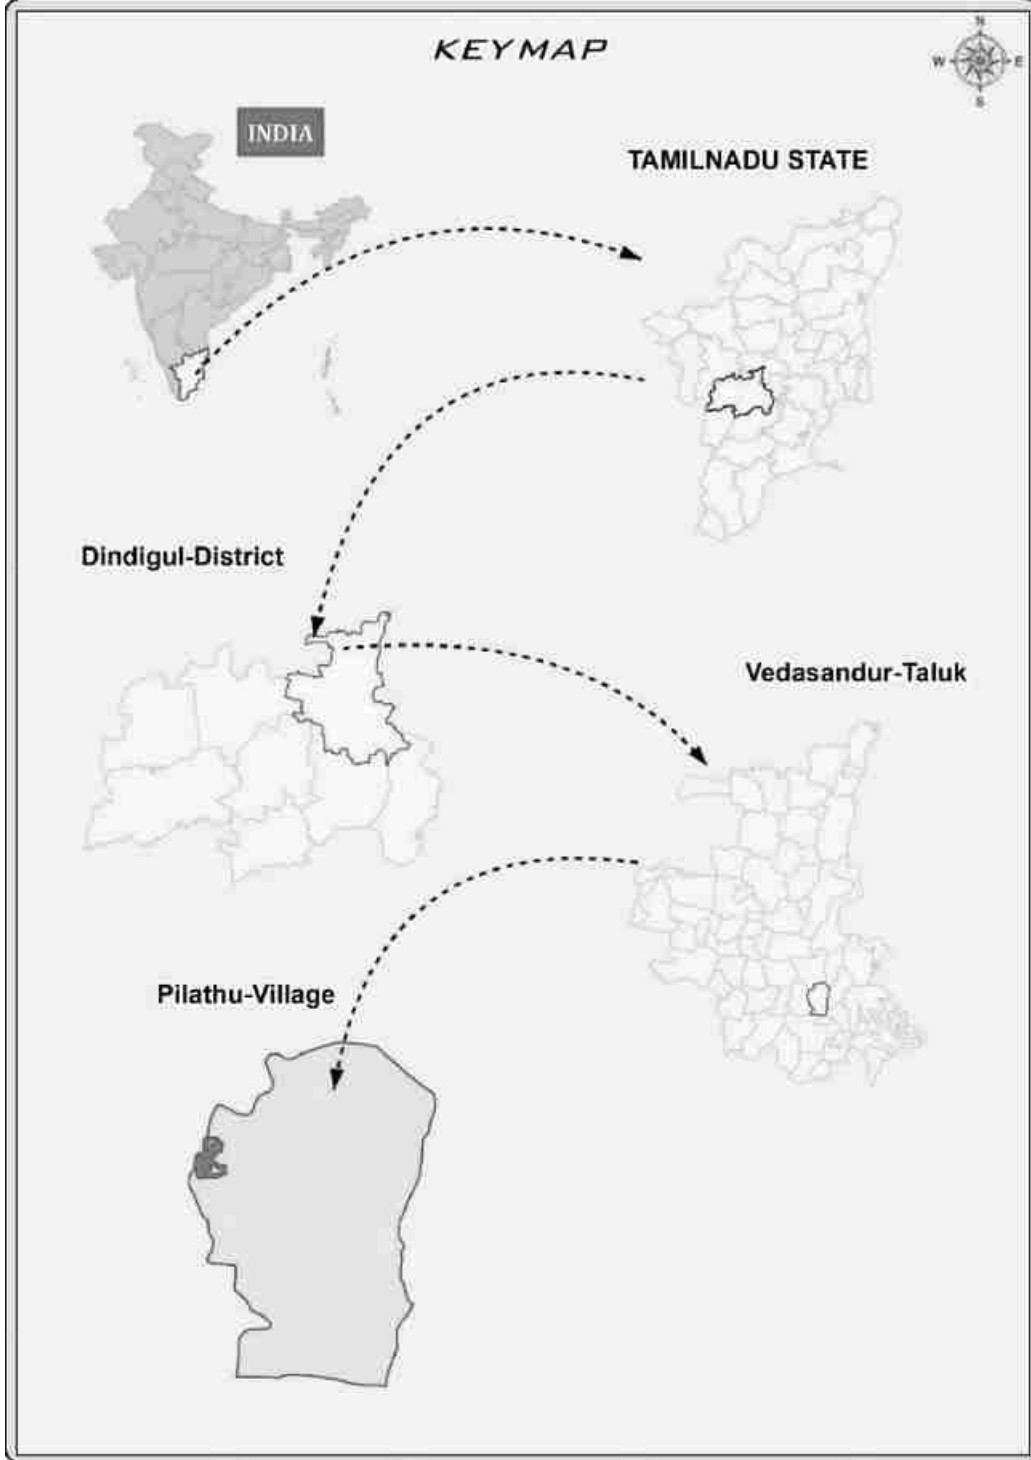 KEYMAP
N
W
E
S
INDIA
TAMILNADU STATE
Dindigul-District
Vedasandur-Taluk
Pilathu-Village